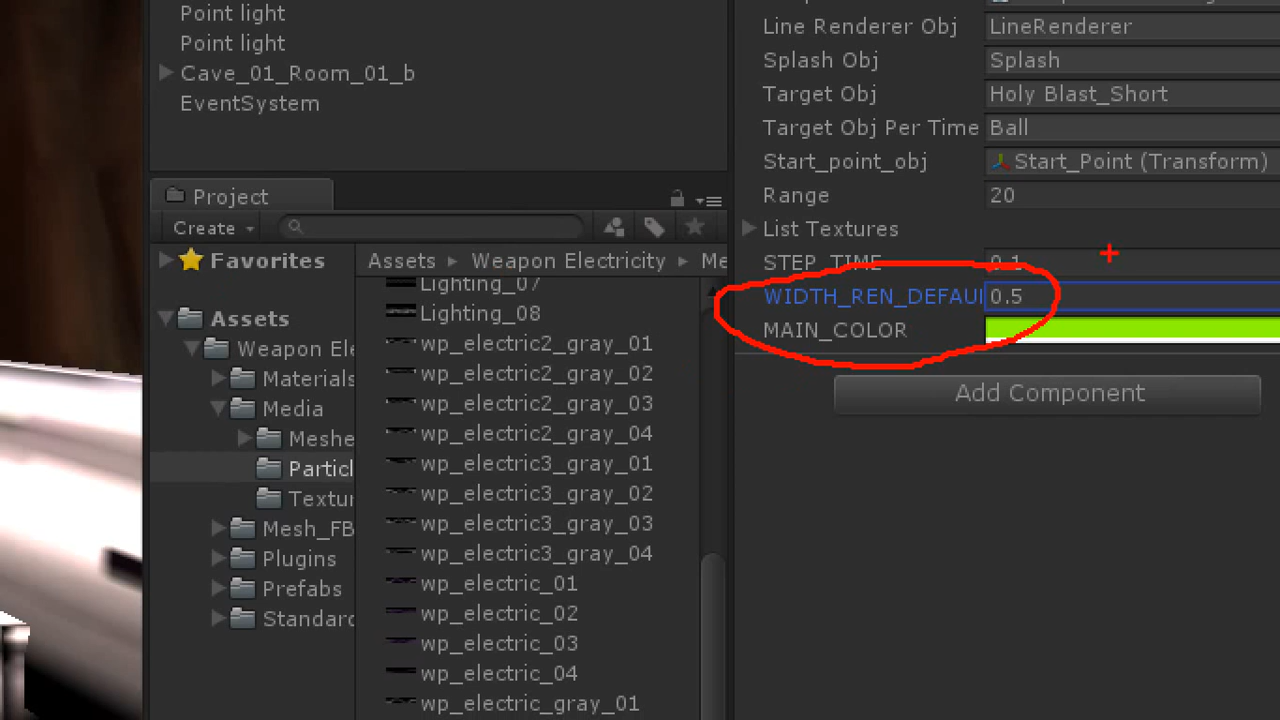 Point light
Point light
Cave_01_Room_01_b
EventSystem
Project
Create
Favorites
Assets
Weapon Ele
Materials
Media
Meshe
Particl
Textur
Mesh_FB
Plugins
Prefabs
Standard
Assets ▸ Weapon Electricity ▸ Me
Lighting_07
Lighting_08
wp_electric2_gray_01
wp_electric2_gray_02
wp_electric2_gray_03
wp_electric2_gray_04
wp_electric3_gray_01
wp_electric3_gray_02
wp_electric3_gray_03
wp_electric3_gray_04
wp_electric_01
wp_electric_02
wp_electric_03
wp_electric_04
wp_electric_gray_01
Line Renderer Obj LineRenderer
Splash Obj Splash
Target Obj Holy Blast_Short
Target Obj Per Time Ball
Start_point_obj Start_Point (Transform)
Range 20
List Textures
STEP_TIME 0.1
WIDTH_REN_DEFAUI 0.5
MAIN_COLOR
Add Component